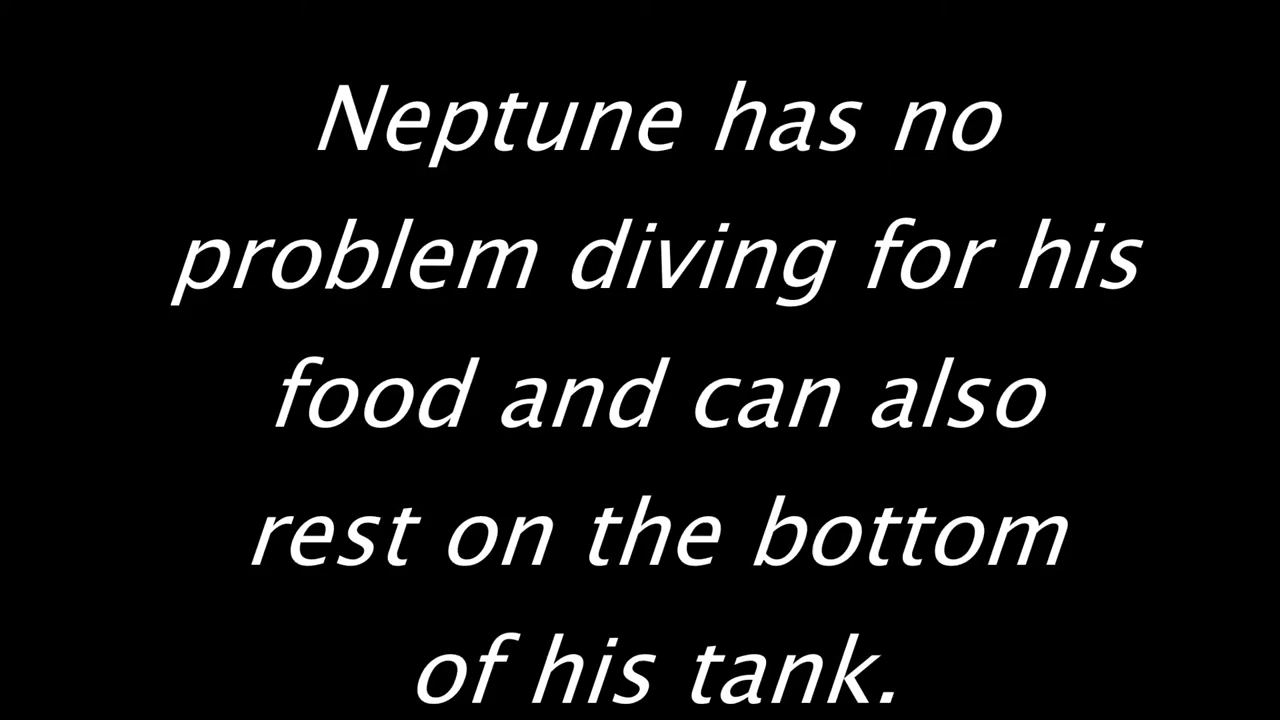 Neptune has no
problem diving for his
food and can also
rest on the bottom
of his tank.